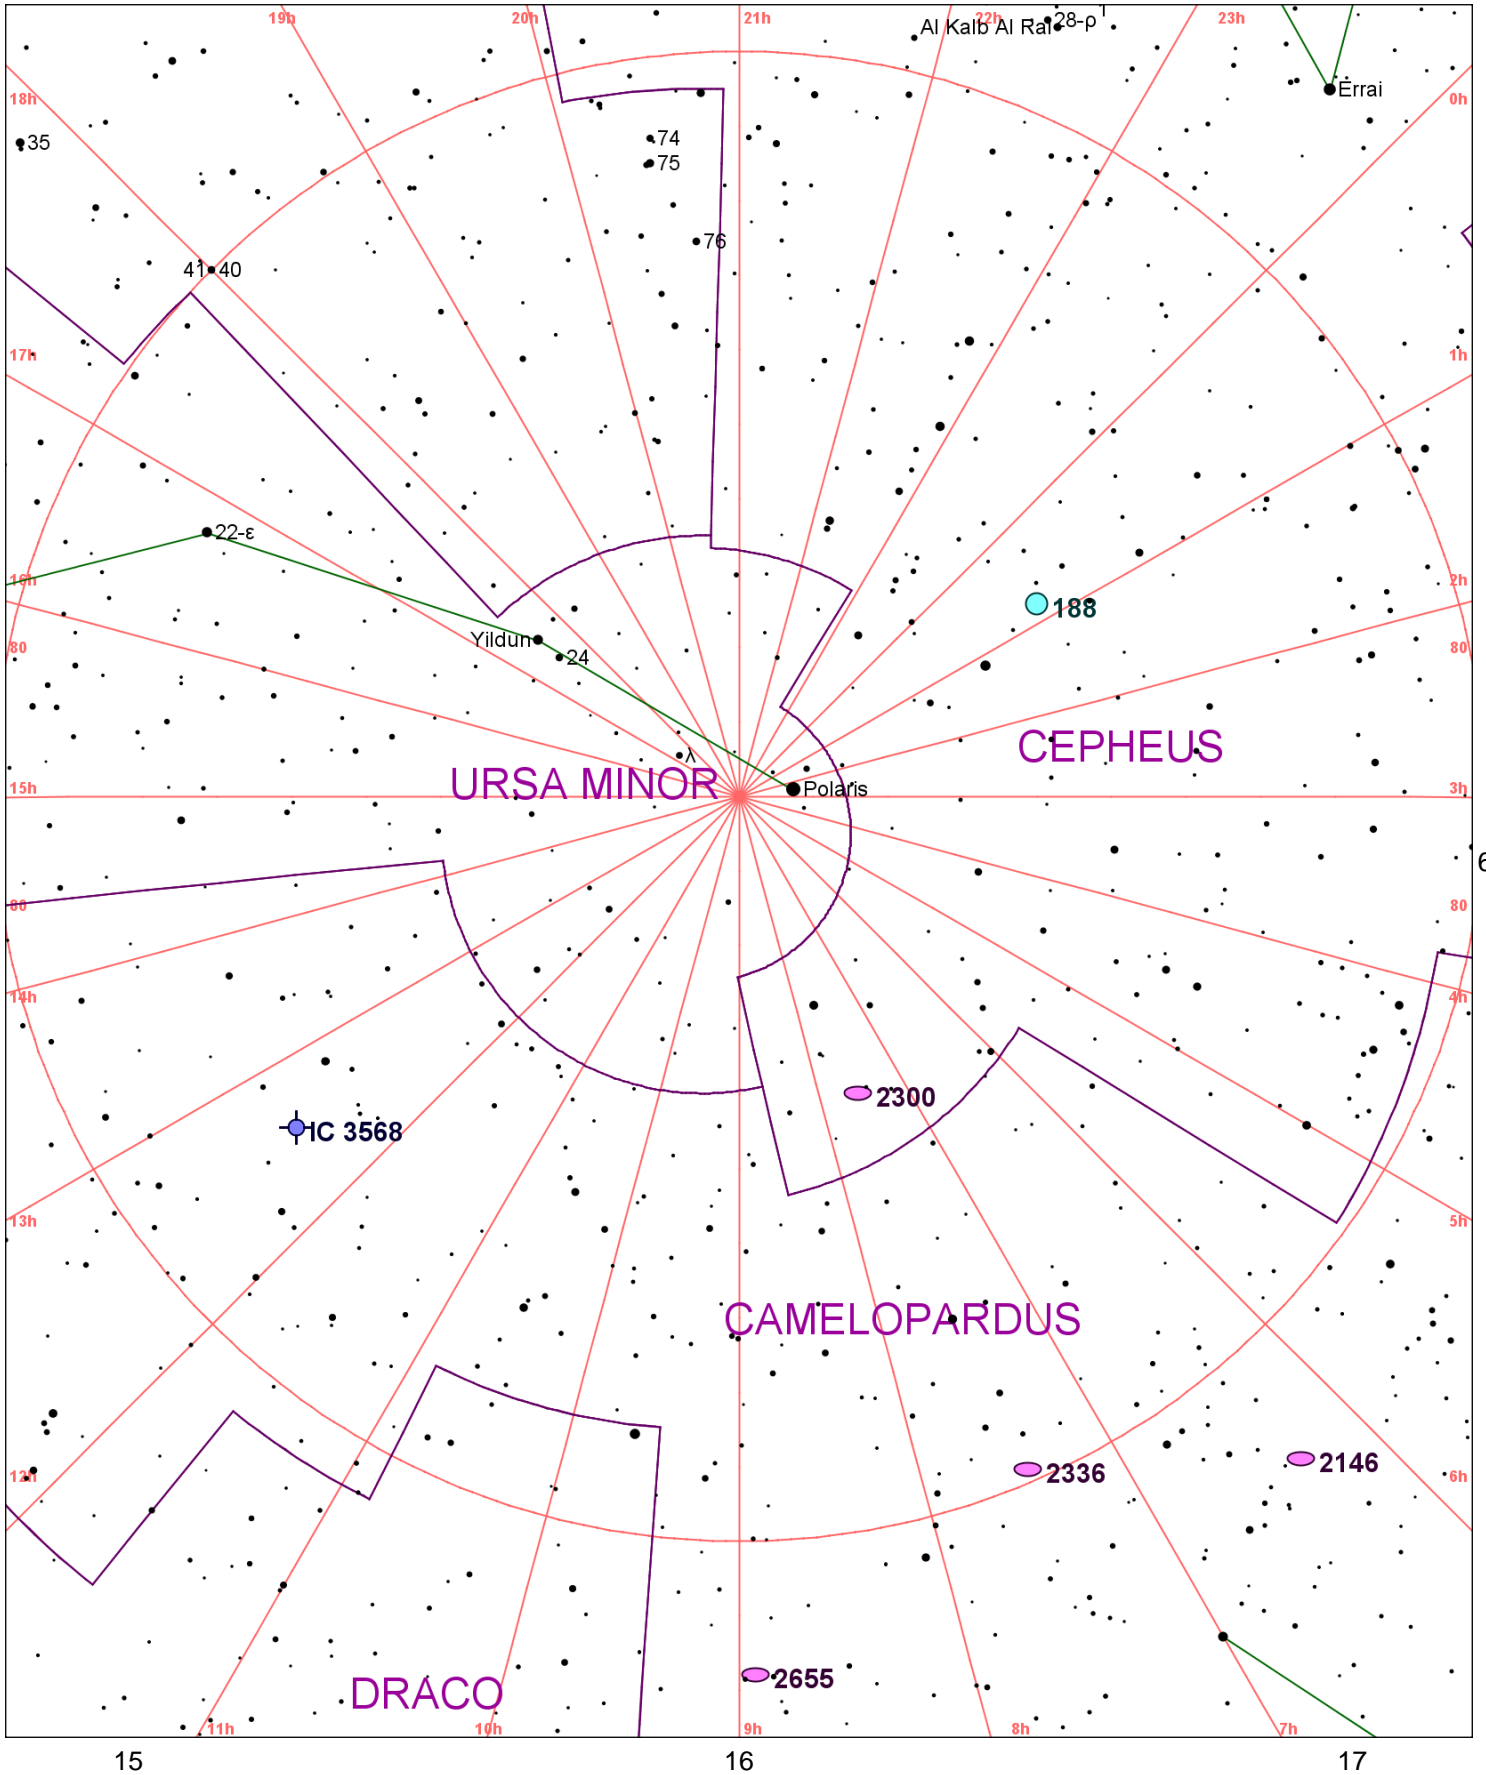 19h 20h 21h 22h 23h
Al Kalb Al Rai 28-ρ
Errai
18h 0h
35
74
75
76
41 40
17h 1h
22-ε
16h 2h
188
Yildun
24
80 80
CEPHEUS
λ
URSA MINOR
15h Polaris 3h
6
80 80
14h 4h
2300
IC 3568
13h 5h
CAMELOPARDUS
12h 2336 2146 6h
2655
DRACO
11h 10h 9h 8h 7h
15 16 17